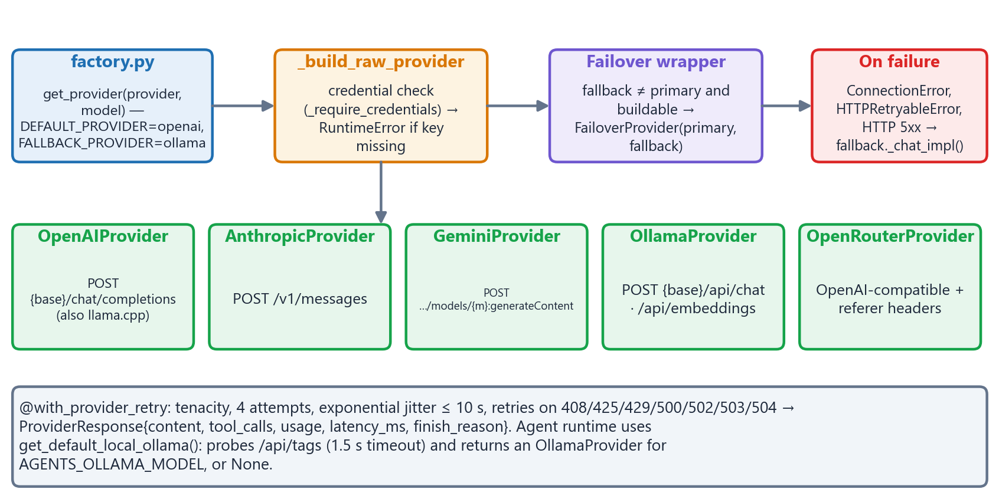 factory.py
get_provider(provider,
model) —
DEFAULT_PROVIDER=openai,
FALLBACK_PROVIDER=ollama
_build_raw_provider
credential check
(_require_credentials) →
RuntimeError if key
missing
Failover wrapper
fallback ≠ primary and
buildable →
FailoverProvider(primary,
fallback)
On failure
ConnectionError,
HTTPRetryableError,
HTTP 5xx →
fallback._chat_impl()
OpenAIProvider
POST
{base}/chat/completions
(also llama.cpp)
AnthropicProvider
POST /v1/messages
GeminiProvider
POST
…/models/{m}:generateContent
OllamaProvider
POST {base}/api/chat
· /api/embeddings
OpenRouterProvider
OpenAI-compatible +
referer headers
@with_provider_retry: tenacity, 4 attempts, exponential jitter ≤ 10 s, retries on 408/425/429/500/502/503/504 →
ProviderResponse{content, tool_calls, usage, latency_ms, finish_reason}. Agent runtime uses
get_default_local_ollama(): probes /api/tags (1.5 s timeout) and returns an OllamaProvider for
AGENTS_OLLAMA_MODEL, or None.